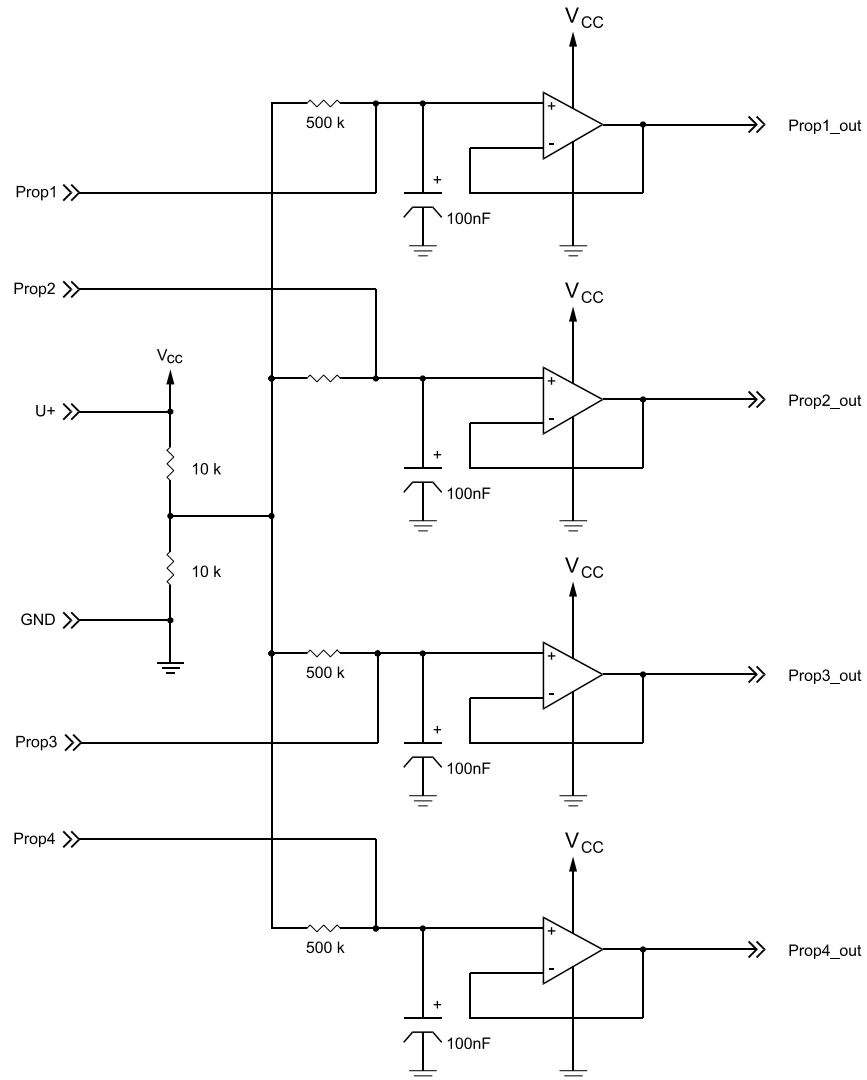 VCC
+
500 k
-
Prop1_out
+
Prop1
100nF
Prop2
VCC
VCC
+
U+
-
Prop2_out
+
10 k
100nF
10 k
VCC
GND
+
500 k
-
Prop3_out
+
Prop3
100nF
Prop4
VCC
+
500 k
-
Prop4_out
+
100nF